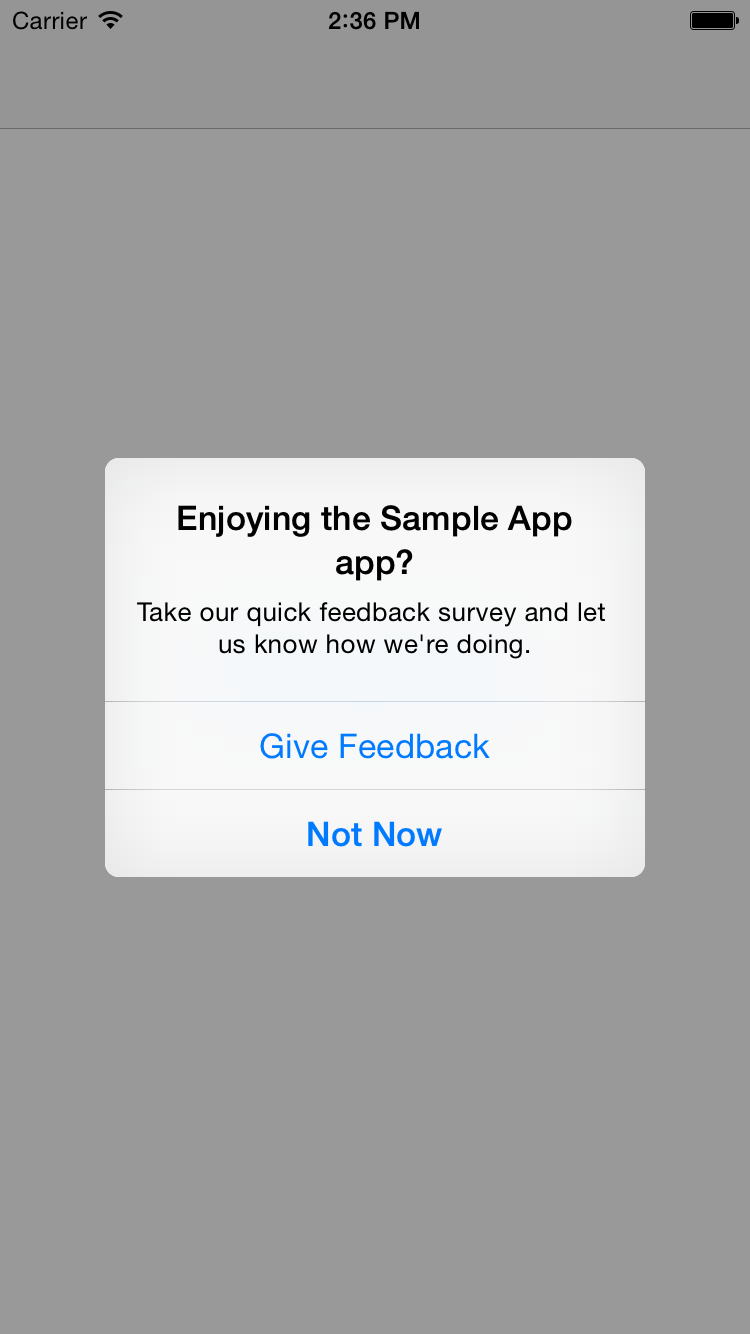 Carrier 2:36 PM
Enjoying the Sample App
app?
Take our quick feedback survey and let
us know how we're doing.
Give Feedback
Not Now